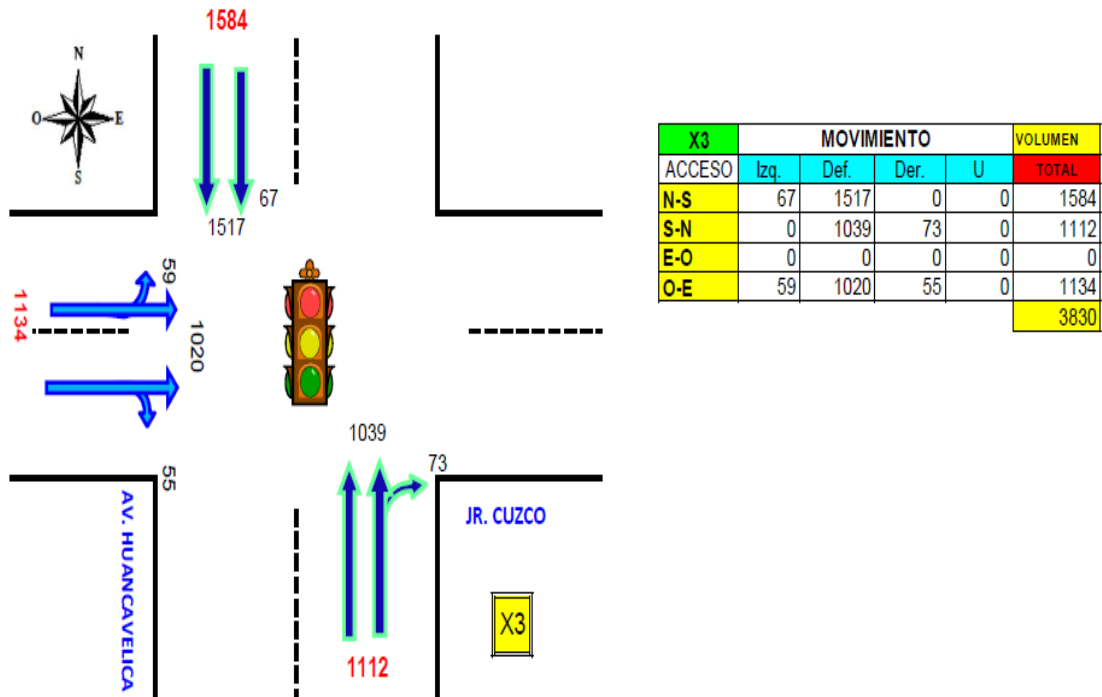 1584
N
O E
S
67
1517
59
1134
1020
55
1039
73
AV. HUANCAVELICA
JR. CUZCO
X3
1112
X3 MOVIMIENTO VOLUMEN
ACCESO Izq. Def. Der. U TOTAL
N-S 67 1517 0 0 1584
S-N 0 1039 73 0 1112
E-O 0 0 0 0 0
O-E 59 1020 55 0 1134
3830